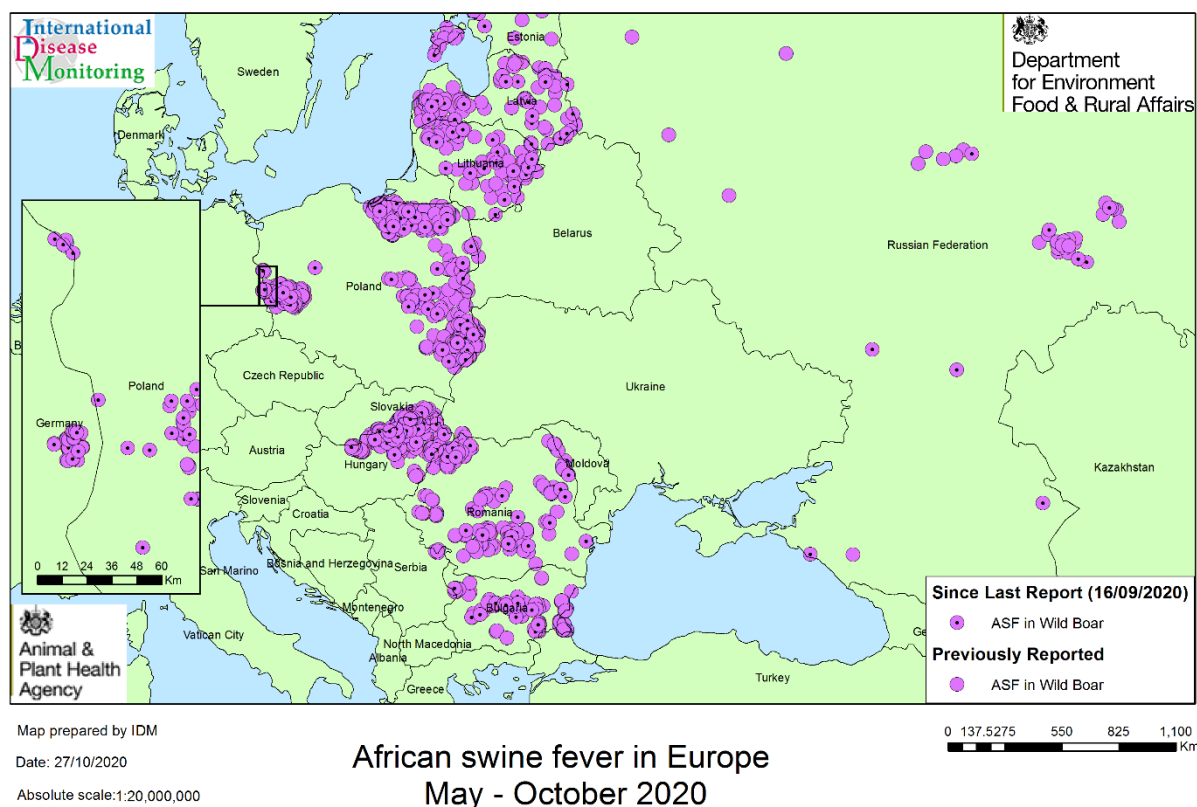 International
Disease
Monitoring
Department
for Environment
Food & Rural Affairs
Sweden
Estonia
Latvia
Denmark
Lithuania
Belarus
Russian Federation
Poland
Czech Republic
Ukraine
Slovakia
Austria
Hungary
Moldova
Kazakhstan
Slovenia
Croatia
Romania
Bosnia and Herzegovina
Serbia
San Marino
Montenegro
Bulgaria
Vatican City
North Macedonia
Albania
Greece
Turkey
Ge
B
Poland
Germany
0 12 24 36 48 60
Km
Animal &
Plant Health
Agency
Since Last Report (16/09/2020)
ASF in Wild Boar
Previously Reported
ASF in Wild Boar
Map prepared by IDM
Date: 27/10/2020
Absolute scale:1:20,000,000
African swine fever in Europe
May - October 2020
0 137.5275 550 825 1,100
Km